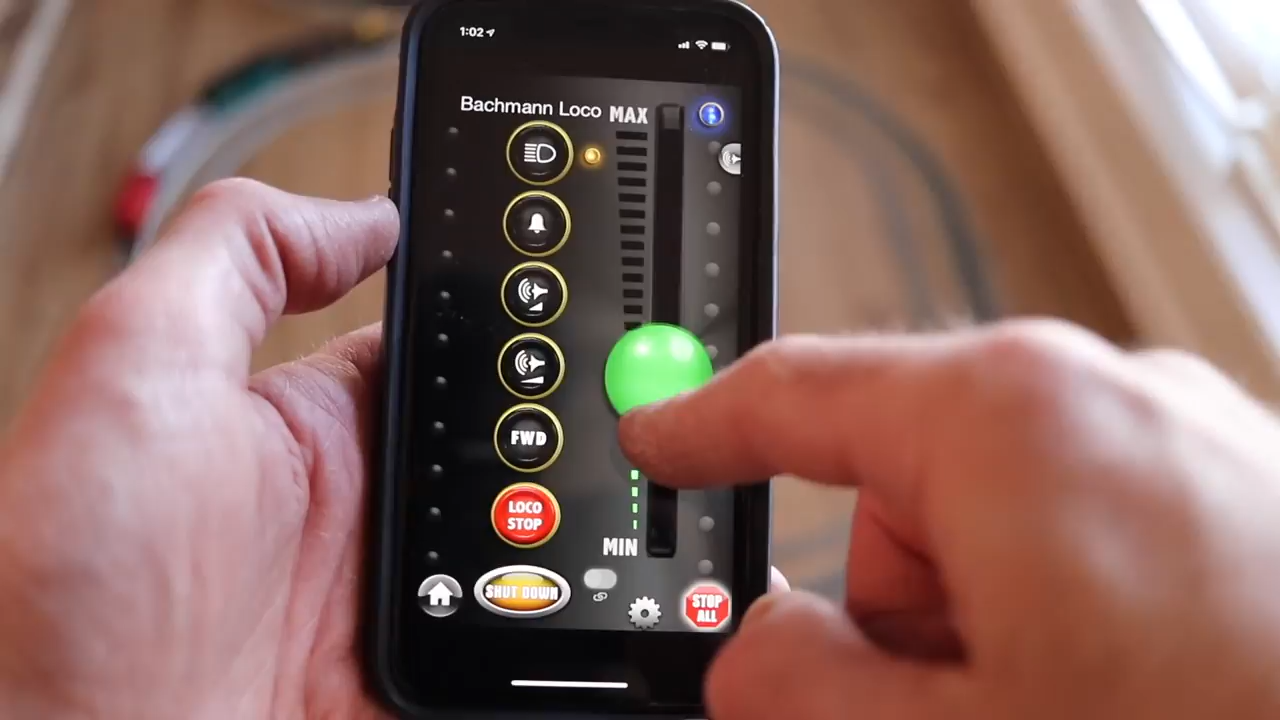 1:02
Bachmann Loco
MAX
FWD
LOCO
STOP
MIN
SHUT DOWN
STOP
ALL